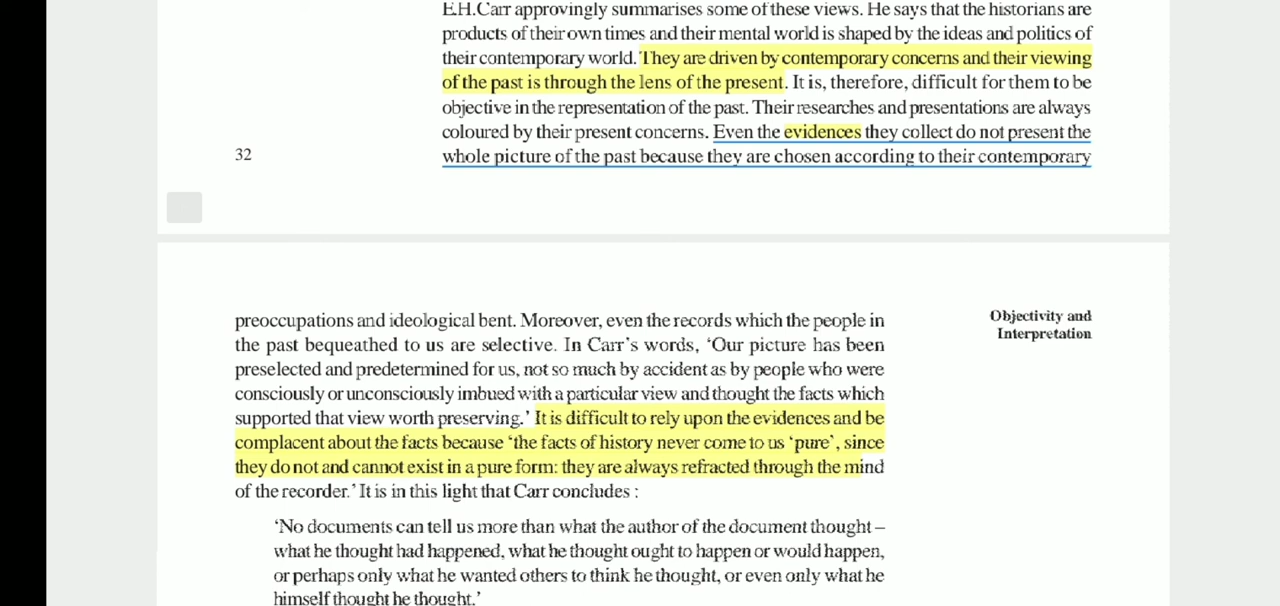 E.H.Carr approvingly summarises some of these views. He says that the historians are
products of their own times and their mental world is shaped by the ideas and politics of
their contemporary world. They are driven by contemporary concerns and their viewing
of the past is through the lens of the present. It is, therefore, difficult for them to be
objective in the representation of the past. Their researches and presentations are always
coloured by their present concerns. Even the evidences they collect do not present the
whole picture of the past because they are chosen according to their contemporary
32
Objectivity and
Interpretation
preoccupations and ideological bent. Moreover, even the records which the people in
the past bequeathed to us are selective. In Carr's words, ‘Our picture has been
preselected and predetermined for us, not so much by accident as by people who were
consciously or unconsciously imbued with a particular view and thought the facts which
supported that view worth preserving.’ It is difficult to rely upon the evidences and be
complacent about the facts because ‘the facts of history never come to us ‘pure’, since
they do not and cannot exist in a pure form: they are always refracted through the mind
of the recorder.’ It is in this light that Carr concludes :
‘No documents can tell us more than what the author of the document thought –
what he thought had happened, what he thought ought to happen or would happen,
or perhaps only what he wanted others to think he thought, or even only what he
himself thought he thought.’